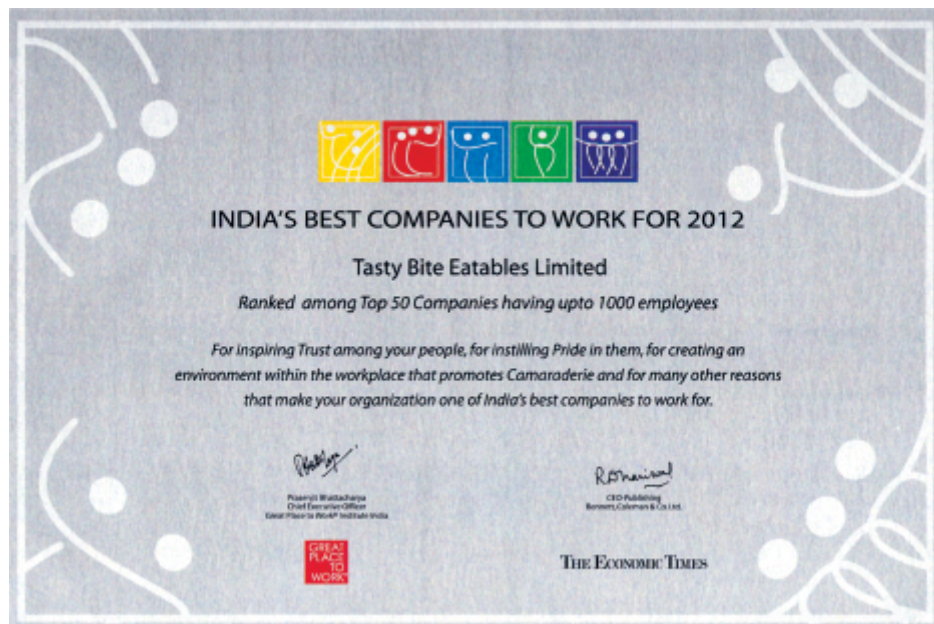 INDIA'S BEST COMPANIES TO WORK FOR 2012
Tasty Bite Eatables Limited
Ranked among Top 50 Companies having upto 1000 employees
For inspiring Trust among your people, for instilling Pride in them, for creating an
environment within the workplace that promotes Camaraderie and for many other reasons
that make your organization one of India's best companies to work for.
Prasenjit Bhattacharya
Chief Executive Officer
Great Place to Work® Institute India
CEO Publishing
Bennett, Coleman & Co. Ltd.
GREAT
PLACE
TO
WORK®
THE ECONOMIC TIMES